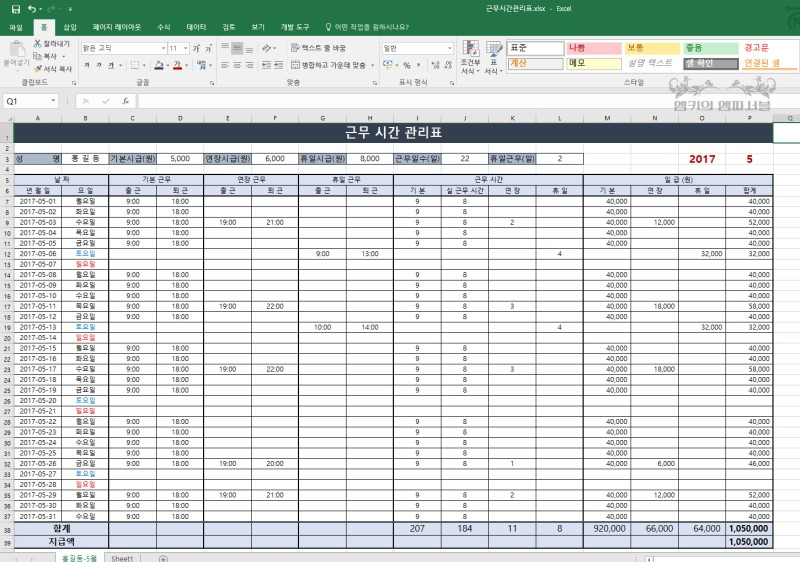 근무시간관리표.xlsx - Excel
파일 홈 삽입 페이지 레이아웃 수식 데이터 검토 보기 개발 도구 어떤 작업을 원하시나요?
잘라내기 맑은 고딕 11 텍스트 줄 바꿈 일반 표준 나쁨 보통 좋음 경고문
붙여넣기 복사 서식 복사 가 가 가 병합하고 가운데 맞춤 조건부 서식 표 서식 계산 메모 설명 텍스트 셀 확인 연결된 셀
클립보드 글꼴 맞춤 표시 형식 스타일
엠키의 엠파서블
Q1 fx
A B C D E F G H I J K L M N O P Q
1 근무 시간 관리표
2
3 성 명 홍 길 동 기본시급(원) 5,000 연장시급(원) 6,000 휴일시급(원) 8,000 근무일수(일) 22 휴일근무(일) 2 2017 5
4
5 날 짜 기본 근무 연장 근무 휴일 근무 근무 시간 일 급 (원)
6 년 월 일 요 일 출 근 퇴 근 출 근 퇴 근 출 근 퇴 근 기 본 실 근무 시간 연 장 휴 일 기 본 연 장 휴 일 합계
7 2017-05-01 월요일 9:00 18:00 9 8 40,000 40,000
8 2017-05-02 화요일 9:00 18:00 9 8 40,000 40,000
9 2017-05-03 수요일 9:00 18:00 19:00 21:00 9 8 2 40,000 12,000 52,000
10 2017-05-04 목요일 9:00 18:00 9 8 40,000 40,000
11 2017-05-05 금요일 9:00 18:00 9 8 40,000 40,000
12 2017-05-06 토요일 9:00 13:00 4 32,000 32,000
13 2017-05-07 일요일
14 2017-05-08 월요일 9:00 18:00 9 8 40,000 40,000
15 2017-05-09 화요일 9:00 18:00 9 8 40,000 40,000
16 2017-05-10 수요일 9:00 18:00 9 8 40,000 40,000
17 2017-05-11 목요일 9:00 18:00 19:00 22:00 9 8 3 40,000 18,000 58,000
18 2017-05-12 금요일 9:00 18:00 9 8 40,000 40,000
19 2017-05-13 토요일 10:00 14:00 4 32,000 32,000
20 2017-05-14 일요일
21 2017-05-15 월요일 9:00 18:00 9 8 40,000 40,000
22 2017-05-16 화요일 9:00 18:00 9 8 40,000 40,000
23 2017-05-17 수요일 9:00 18:00 19:00 22:00 9 8 3 40,000 18,000 58,000
24 2017-05-18 목요일 9:00 18:00 9 8 40,000 40,000
25 2017-05-19 금요일 9:00 18:00 9 8 40,000 40,000
26 2017-05-20 토요일
27 2017-05-21 일요일
28 2017-05-22 월요일 9:00 18:00 9 8 40,000 40,000
29 2017-05-23 화요일 9:00 18:00 9 8 40,000 40,000
30 2017-05-24 수요일 9:00 18:00 9 8 40,000 40,000
31 2017-05-25 목요일 9:00 18:00 9 8 40,000 40,000
32 2017-05-26 금요일 9:00 18:00 19:00 20:00 9 8 1 40,000 6,000 46,000
33 2017-05-27 토요일
34 2017-05-28 일요일
35 2017-05-29 월요일 9:00 18:00 19:00 21:00 9 8 2 40,000 12,000 52,000
36 2017-05-30 화요일 9:00 18:00 9 8 40,000 40,000
37 2017-05-31 수요일 9:00 18:00 9 8 40,000 40,000
38 합계 207 184 11 8 920,000 66,000 64,000 1,050,000
39 지급액 1,050,000
홍길동-5월 Sheet1